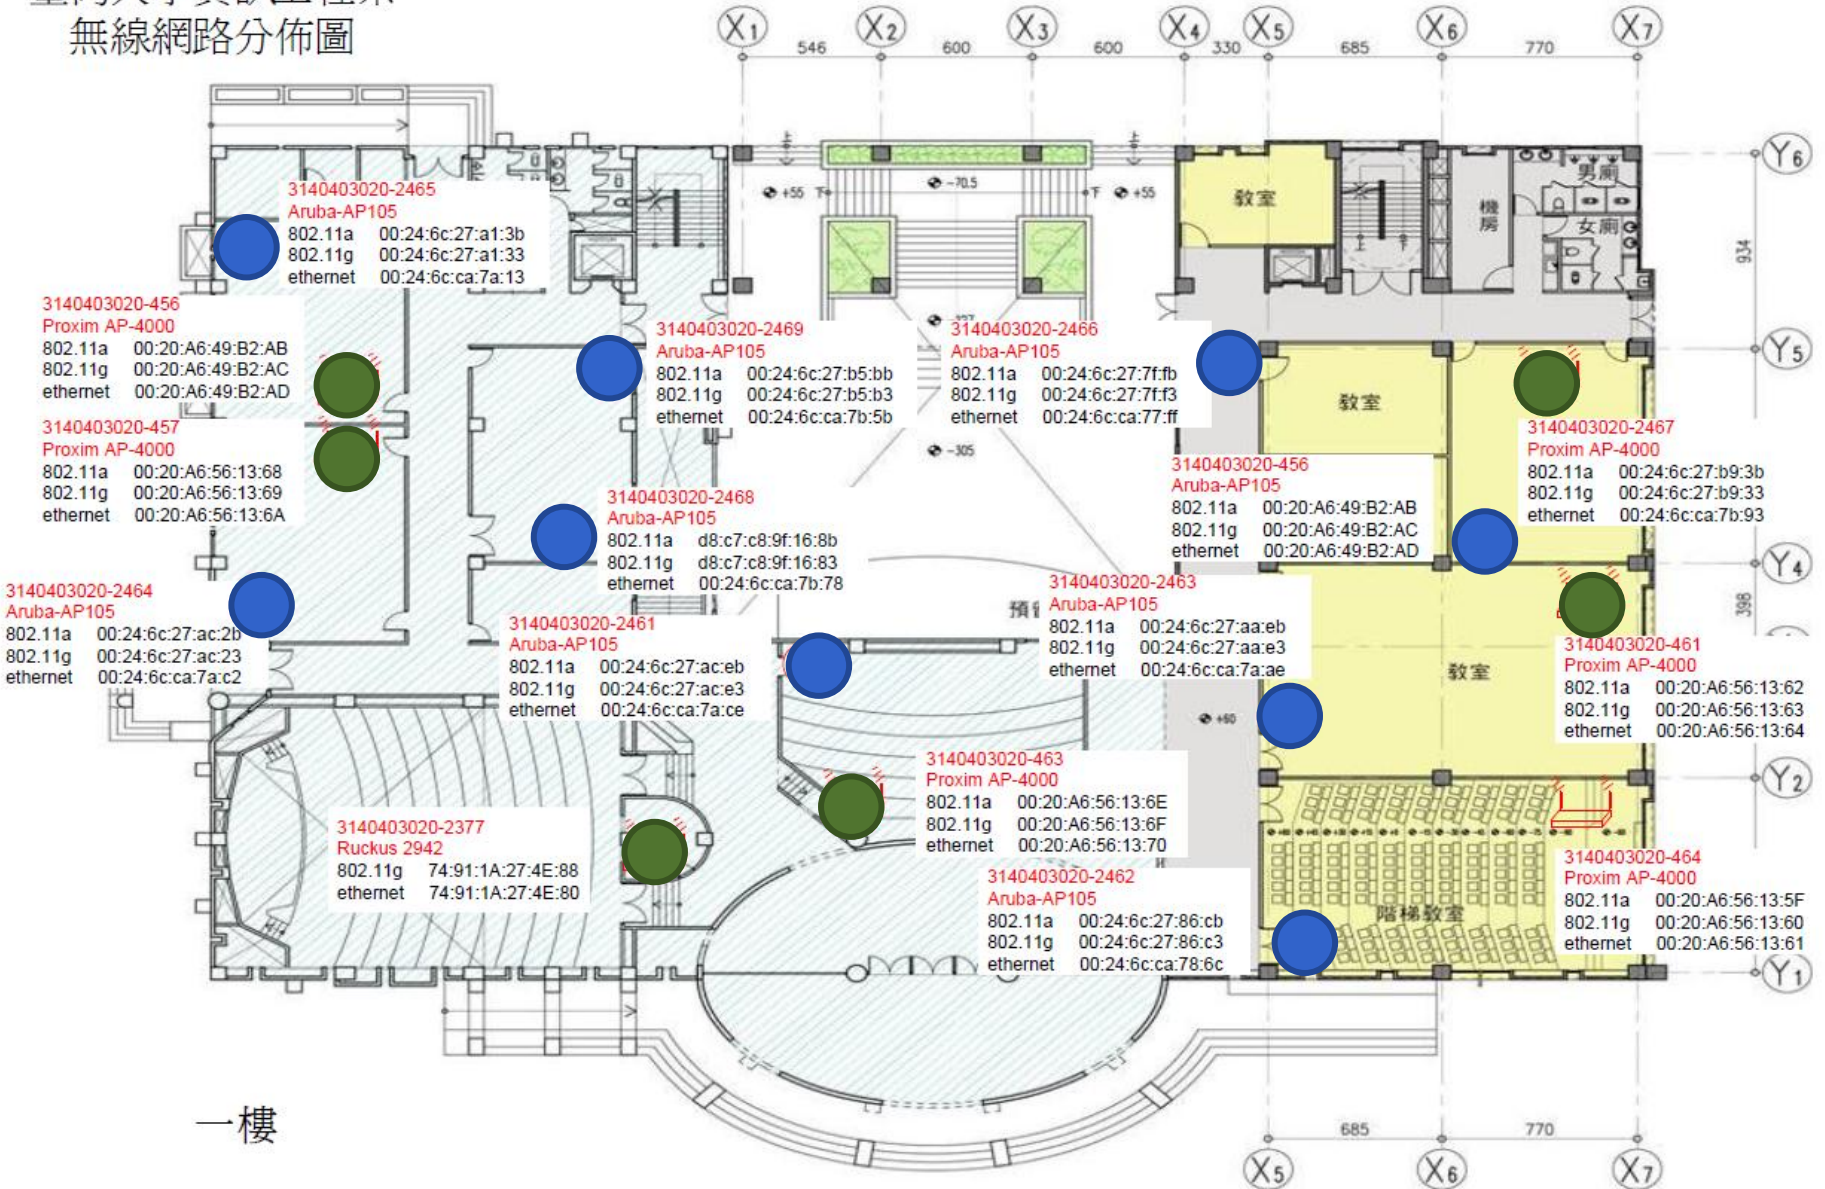 無線網路分佈圖
X1 X2 X3 X4 X5 X6 X7
546 600 600 330 685 770
Y6
上 上
+55 下 -70.5 下 +55
教室
機房
男廁
女廁
上 下
934
3140403020-2465
Aruba-AP105
802.11a 00:24:6c:27:a1:3b
802.11g 00:24:6c:27:a1:33
ethernet 00:24:6c:ca:7a:13
3140403020-456
Proxim AP-4000
802.11a 00:20:A6:49:B2:AB
802.11g 00:20:A6:49:B2:AC
ethernet 00:20:A6:49:B2:AD
3140403020-2469
Aruba-AP105
802.11a 00:24:6c:27:b5:bb
802.11g 00:24:6c:27:b5:b3
ethernet 00:24:6c:ca:7b:5b
3140403020-2466
Aruba-AP105
802.11a 00:24:6c:27:7f:fb
802.11g 00:24:6c:27:7f:f3
ethernet 00:24:6c:ca:77:ff
Y5
教室
3140403020-457
Proxim AP-4000
802.11a 00:20:A6:56:13:68
802.11g 00:20:A6:56:13:69
ethernet 00:20:A6:56:13:6A
-305
3140403020-2467
Proxim AP-4000
802.11a 00:24:6c:27:b9:3b
802.11g 00:24:6c:27:b9:33
ethernet 00:24:6c:ca:7b:93
3140403020-456
Aruba-AP105
802.11a 00:20:A6:49:B2:AB
802.11g 00:20:A6:49:B2:AC
ethernet 00:20:A6:49:B2:AD
3140403020-2468
Aruba-AP105
802.11a d8:c7:c8:9f:16:8b
802.11g d8:c7:c8:9f:16:83
ethernet 00:24:6c:ca:7b:78
Y4
398
3140403020-2464
Aruba-AP105
802.11a 00:24:6c:27:ac:2b
802.11g 00:24:6c:27:ac:23
ethernet 00:24:6c:ca:7a:c2
3140403020-2461
Aruba-AP105
802.11a 00:24:6c:27:ac:eb
802.11g 00:24:6c:27:ac:e3
ethernet 00:24:6c:ca:7a:ce
預
3140403020-2463
Aruba-AP105
802.11a 00:24:6c:27:aa:eb
802.11g 00:24:6c:27:aa:e3
ethernet 00:24:6c:ca:7a:ae
教室
3140403020-461
Proxim AP-4000
802.11a 00:20:A6:56:13:62
802.11g 00:20:A6:56:13:63
ethernet 00:20:A6:56:13:64
+60
3140403020-463
Proxim AP-4000
802.11a 00:20:A6:56:13:6E
802.11g 00:20:A6:56:13:6F
ethernet 00:20:A6:56:13:70
Y2
3140403020-2377
Ruckus 2942
802.11g 74:91:1A:27:4E:88
ethernet 74:91:1A:27:4E:80
3140403020-2462
Aruba-AP105
802.11a 00:24:6c:27:86:cb
802.11g 00:24:6c:27:86:c3
ethernet 00:24:6c:ca:78:6c
階梯教室
3140403020-464
Proxim AP-4000
802.11a 00:20:A6:56:13:5F
802.11g 00:20:A6:56:13:60
ethernet 00:20:A6:56:13:61
Y1
一樓
685 770
X5 X6 X7